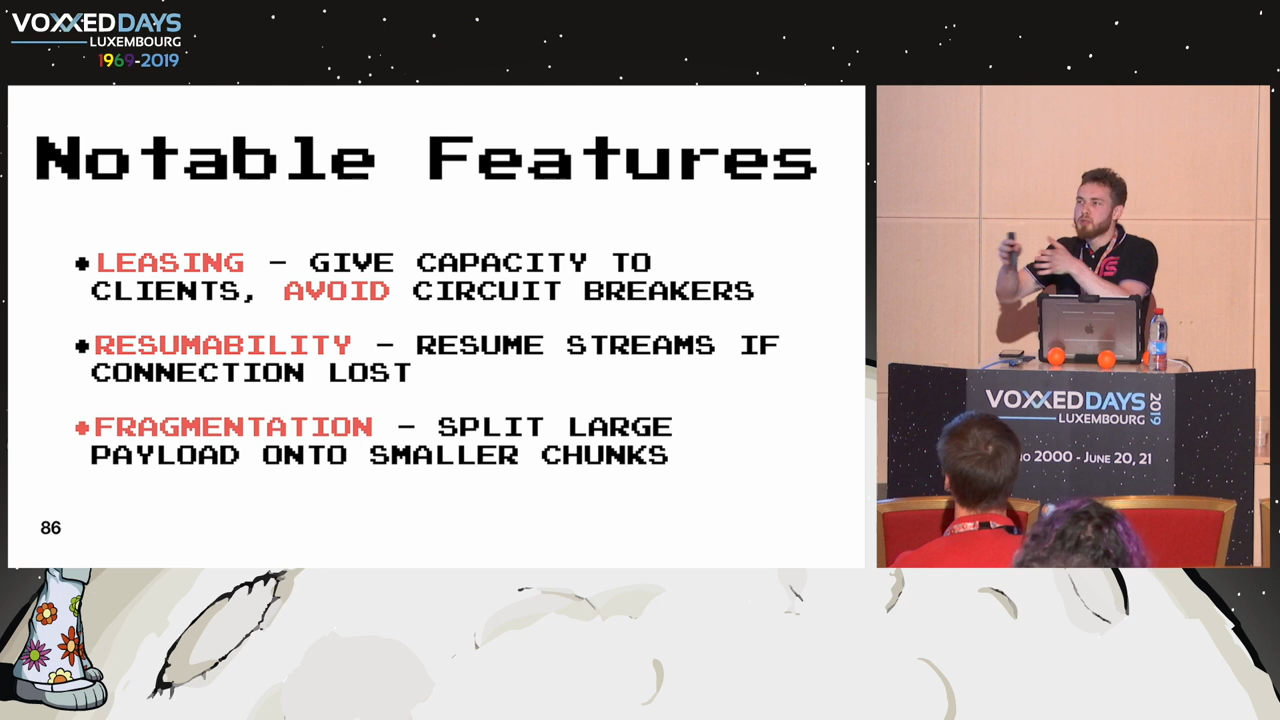 VOXXEDDAYS
LUXEMBOURG
1969-2019
Notable Features
•LEASING - GIVE CAPACITY TO
CLIENTS, AVOID CIRCUIT BREAKERS
•RESUMABILITY - RESUME STREAMS IF
CONNECTION LOST
•FRAGMENTATION - SPLIT LARGE
PAYLOAD ONTO SMALLER CHUNKS
86
VOXXEDDAYS 2019
LUXEMBOURG
2000 - JUNE 20, 21